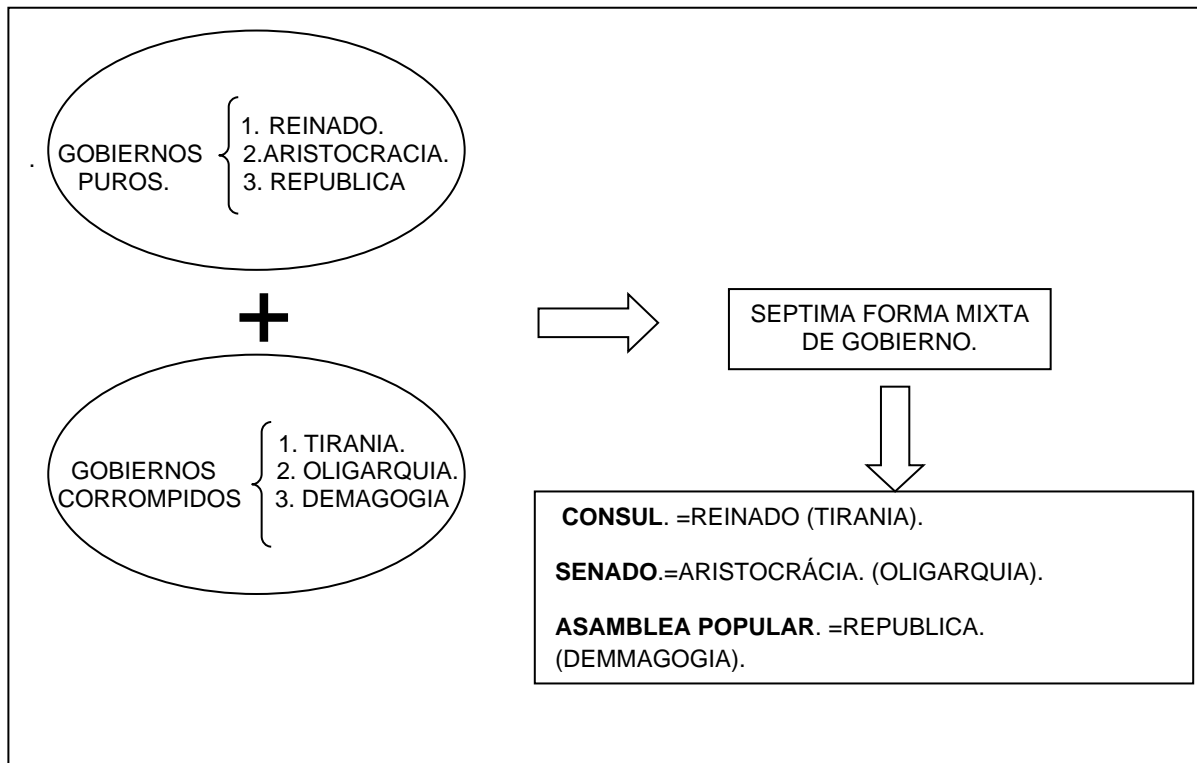 1. REINADO.
. GOBIERNOS 2.ARISTOCRACIA.
PUROS. 3. REPUBLICA
+
SEPTIMA FORMA MIXTA
DE GOBIERNO.
1. TIRANIA.
GOBIERNOS 2. OLIGARQUIA.
CORROMPIDOS 3. DEMAGOGIA
CONSUL. =REINADO (TIRANIA).
SENADO.=ARISTOCRÁCIA. (OLIGARQUIA).
ASAMBLEA POPULAR. =REPUBLICA.
(DEMMAGOGIA).